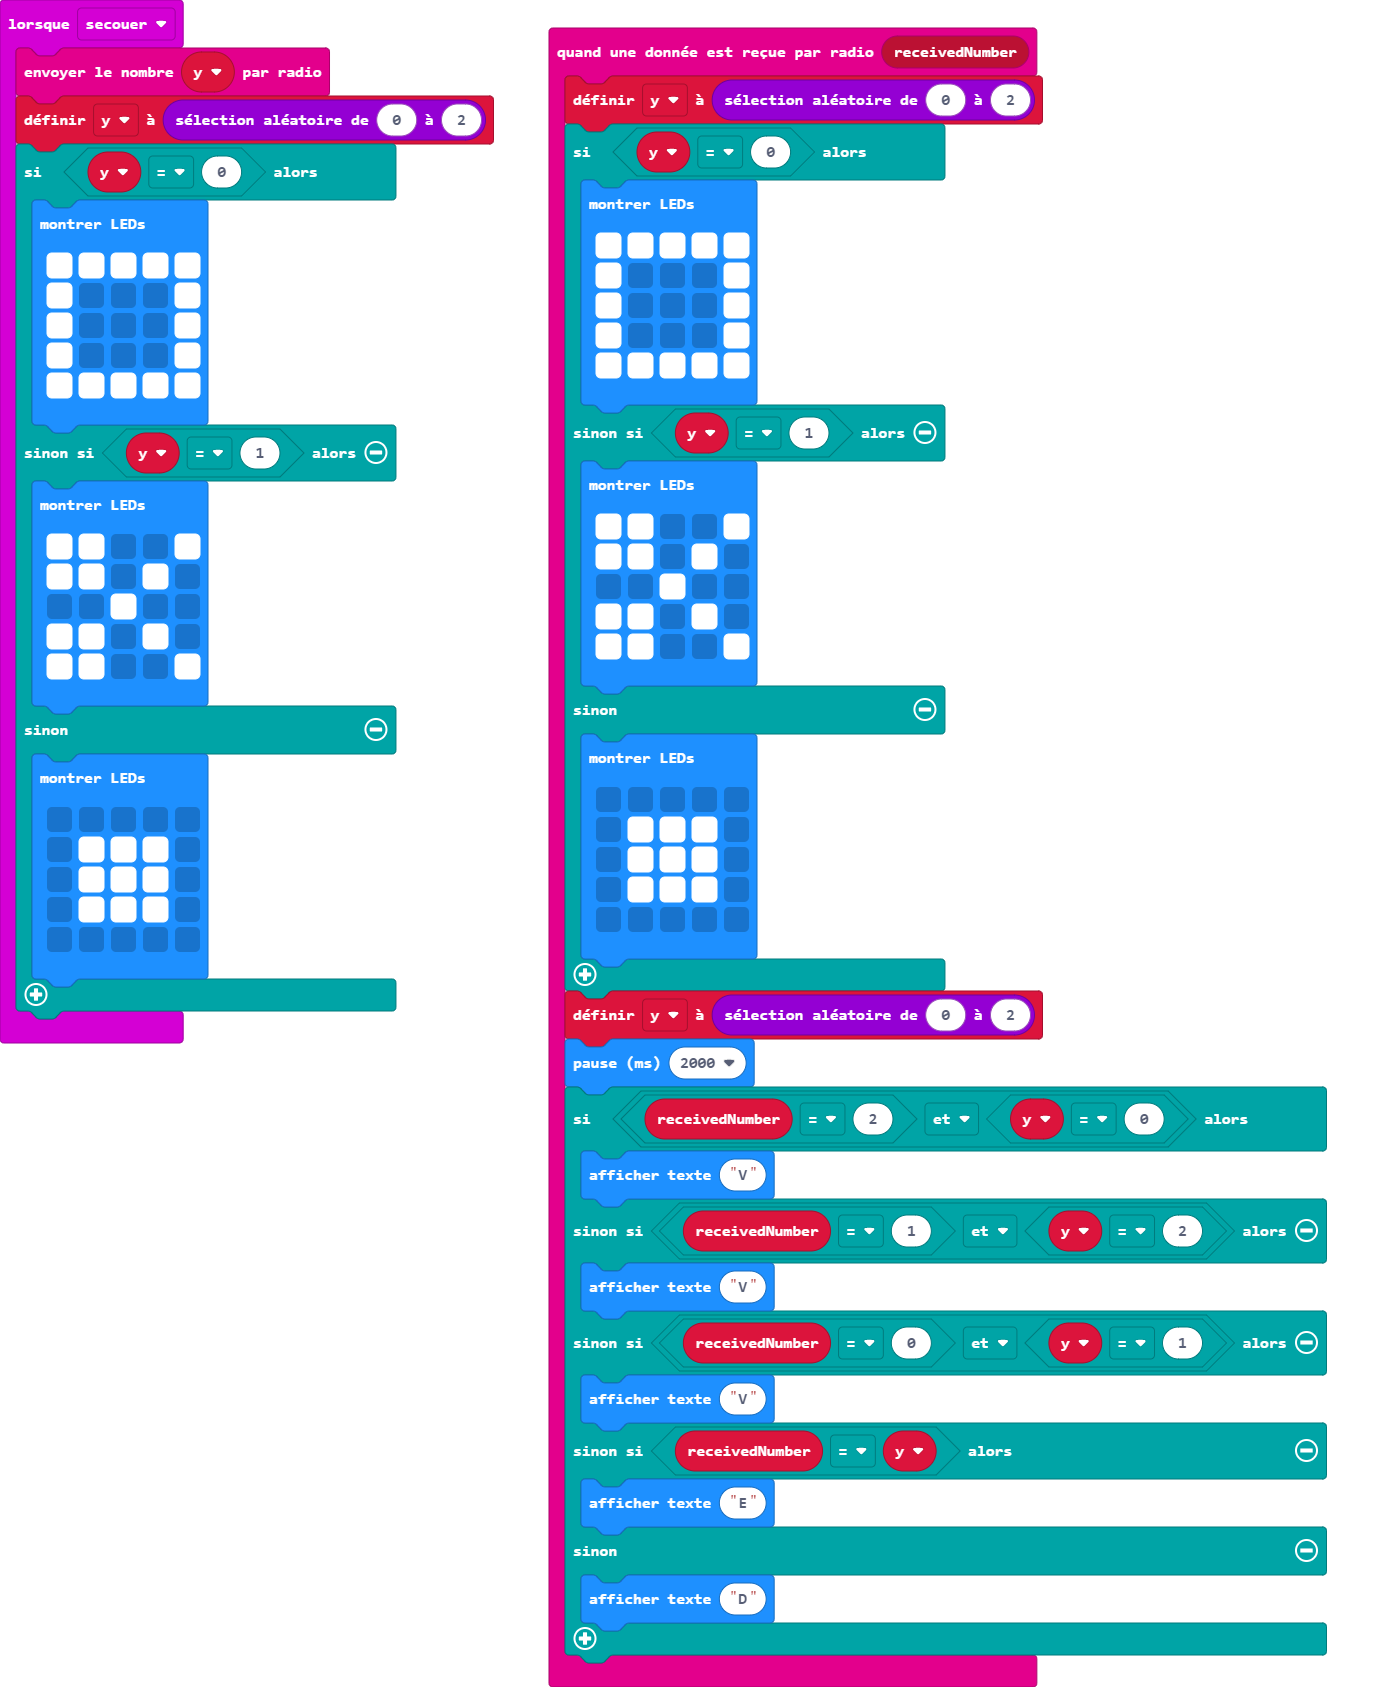 lorsque secouer
envoyer le nombre y par radio
définir y à sélection aléatoire de 0 à 2
si y = 0 alors
montrer LEDs
sinon si y = 1 alors
montrer LEDs
sinon
montrer LEDs
quand une donnée est reçue par radio receivedNumber
définir y à sélection aléatoire de 0 à 2
si y = 0 alors
montrer LEDs
sinon si y = 1 alors
montrer LEDs
sinon
montrer LEDs
définir y à sélection aléatoire de 0 à 2
pause (ms) 2000
si receivedNumber = 2 et y = 0 alors
afficher texte "V"
sinon si receivedNumber = 1 et y = 2 alors
afficher texte "V"
sinon si receivedNumber = 0 et y = 1 alors
afficher texte "V"
sinon si receivedNumber = y alors
afficher texte "E"
sinon
afficher texte "D"